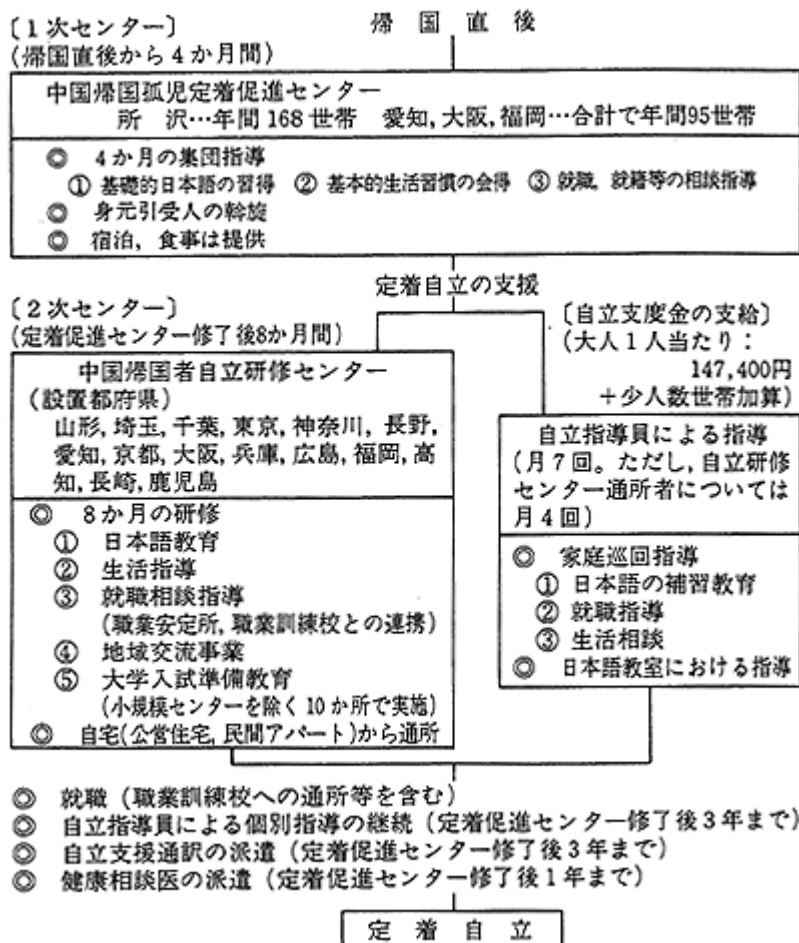 帰国直後
〔1次センター〕
(帰国直後から4か月間)
中国帰国孤児定着促進センター
所 沢…年間168世帯 愛知,大阪,福岡…合計で年間95世帯
◎ 4か月の集団指導
① 基礎的日本語の習得 ② 基本的生活習慣の会得 ③ 就職,就籍等の相談指導
◎ 身元引受人の斡旋
◎ 宿泊,食事は提供
定着自立の支援
〔2次センター〕
(定着促進センター修了後8か月間)
中国帰国者自立研修センター
(設置都府県)
山形,埼玉,千葉,東京,神奈川,長野,
愛知,京都,大阪,兵庫,広島,福岡,高
知,長崎,鹿児島
◎ 8か月の研修
① 日本語教育
② 生活指導
③ 就職相談指導
(職業安定所,職業訓練校との連携)
④ 地域交流事業
⑤ 大学入試準備教育
(小規模センターを除く10か所で実施)
◎ 自宅(公営住宅,民間アパート)から通所
〔自立支度金の支給〕
(大人1人当たり:
147,400円
+少人数世帯加算)
自立指導員による指導
(月7回。ただし,自立研修
センター通所者については
月4回)
◎ 家庭巡回指導
① 日本語の補習教育
② 就職指導
③ 生活相談
◎ 日本語教室における指導
◎ 就職(職業訓練校への通所等を含む)
◎ 自立指導員による個別指導の継続(定着促進センター修了後3年まで)
◎ 自立支援通訳の派遣(定着促進センター修了後3年まで)
◎ 健康相談医の派遣(定着促進センター修了後1年まで)
定着自立